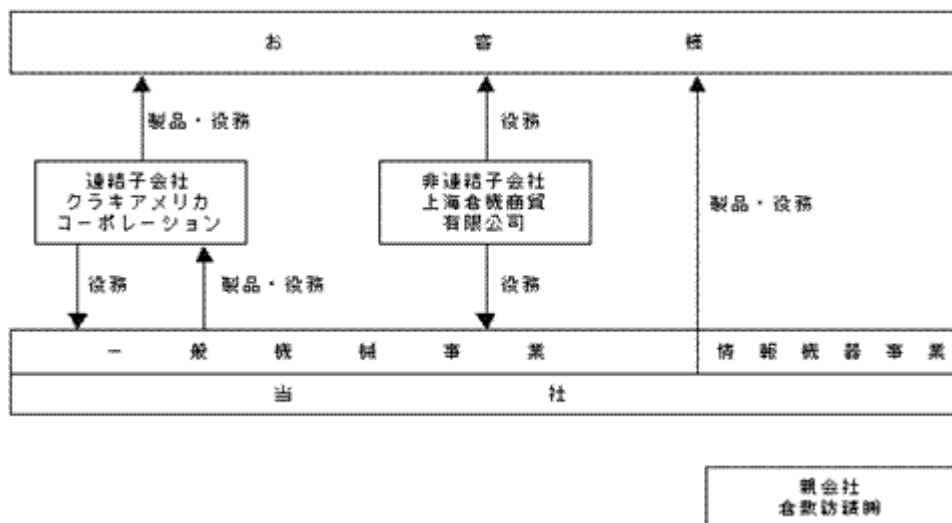 お客様
製品・役務
役務
連結子会社
クラキアメリカ
コーポレーション
非連結子会社
上海倉機商貿
有限公司
製品・役務
役務
製品・役務
役務
一般機械事業
情報機器事業
当社
親会社
倉敷紡績㈱